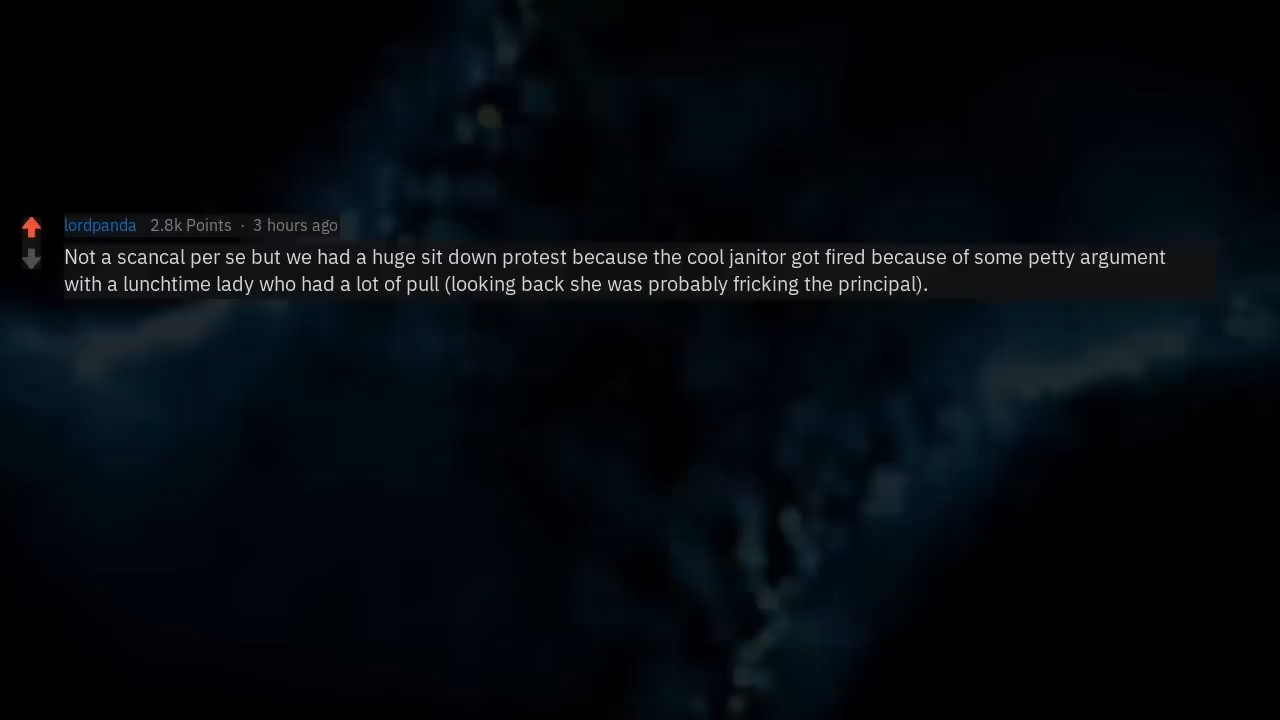 lordpanda 2.8k Points · 3 hours ago
Not a scancal per se but we had a huge sit down protest because the cool janitor got fired because of some petty argument
with a lunchtime lady who had a lot of pull (looking back she was probably fricking the principal).